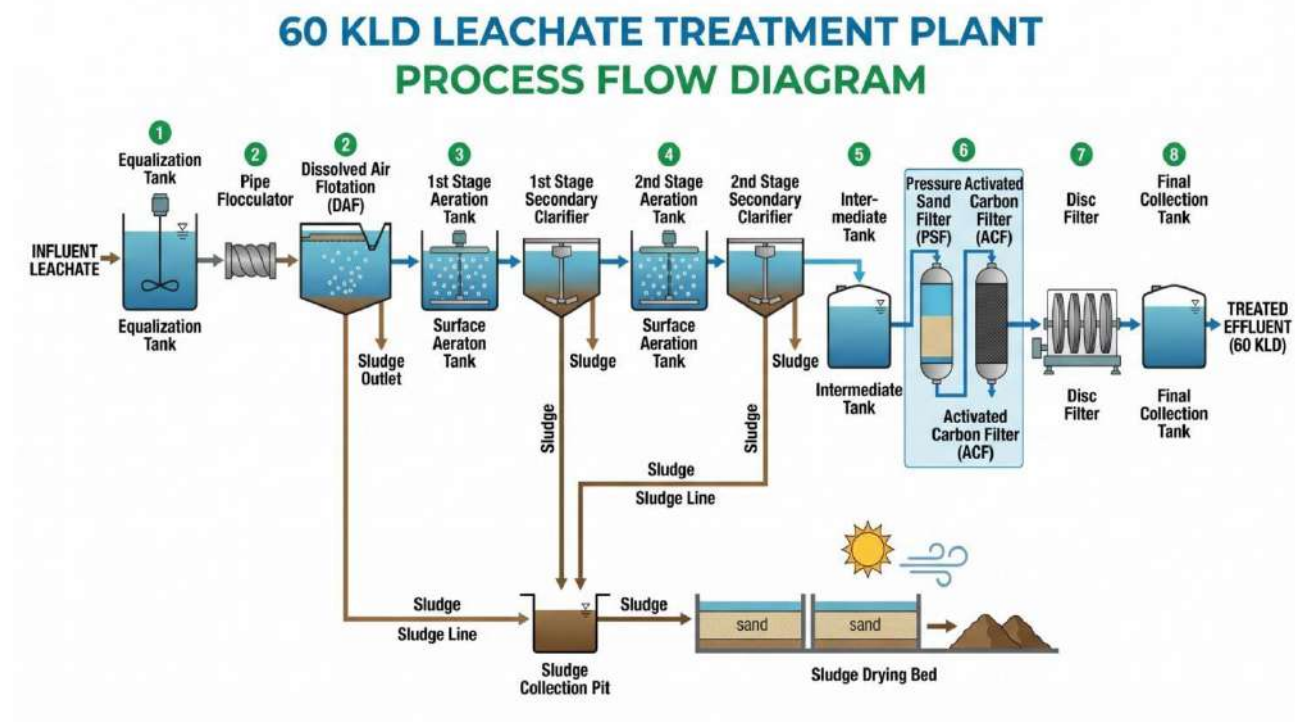 60 KLD LEACHATE TREATMENT PLANT
PROCESS FLOW DIAGRAM
1
Equalization
Tank
2
Pipe
Flocculator
2
Dissolved Air
Flotation
(DAF)
3
1st Stage
Aeration
Tank
1st Stage
Secondary
Clarifier
4
2nd Stage
Aeration
Tank
2nd Stage
Secondary
Clarifier
5
Inter-
mediate
Tank
6
Pressure
Sand
Filter
(PSF)
Activated
Carbon
Filter
(ACF)
7
Disc
Filter
8
Final
Collection
Tank
INFLUENT
LEACHATE
Equalization
Tank
Sludge
Outlet
Surface
Aeraton
Tank
Sludge
Surface
Aeration
Tank
Sludge
Intermediate
Tank
Activated
Carbon Filter
(ACF)
Disc
Filter
Final
Collection
Tank
TREATED
EFFLUENT
(60 KLD)
Sludge
Sludge
Sludge
Sludge Line
Sludge
Sludge Line
Sludge
Sludge
Collection Pit
sand
sand
Sludge Drying Bed